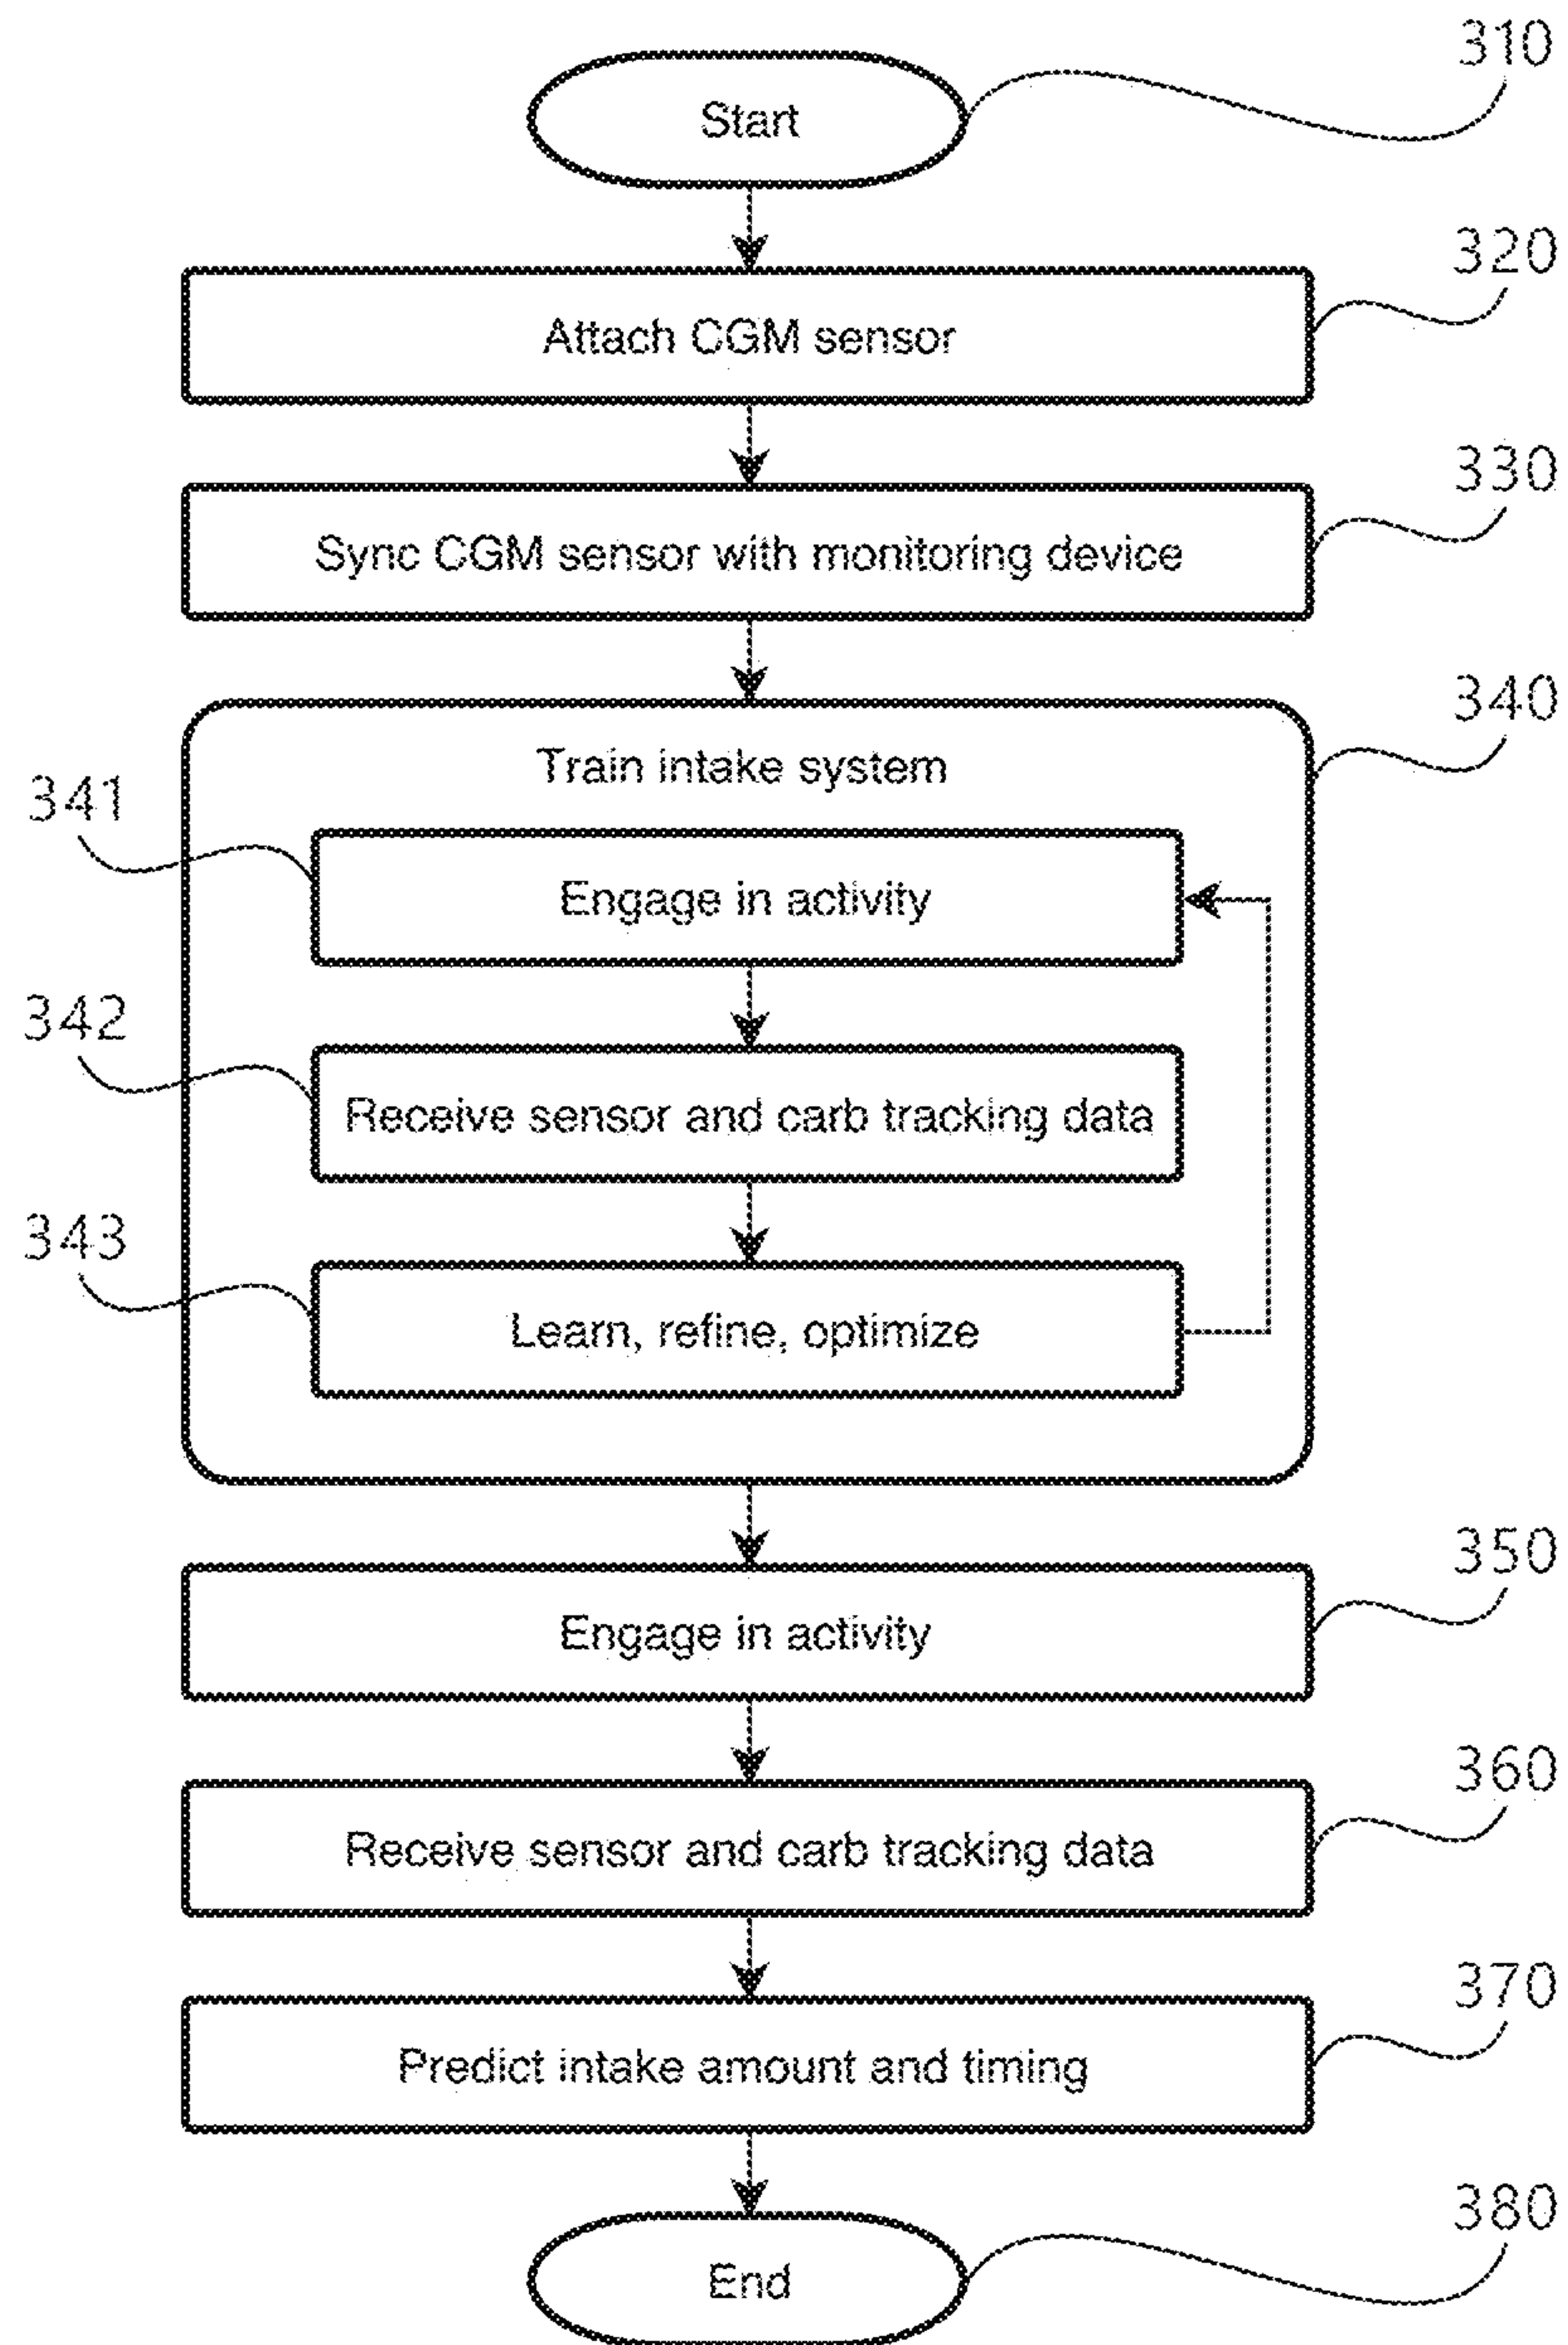 310
Start
320
Attach CGM sensor
330
Sync CGM sensor with monitoring device
340
Train intake system
341
Engage in activity
342
Receive sensor and carb tracking data
343
Learn, refine, optimize
350
Engage in activity
360
Receive sensor and carb tracking data
370
Predict intake amount and timing
380
End